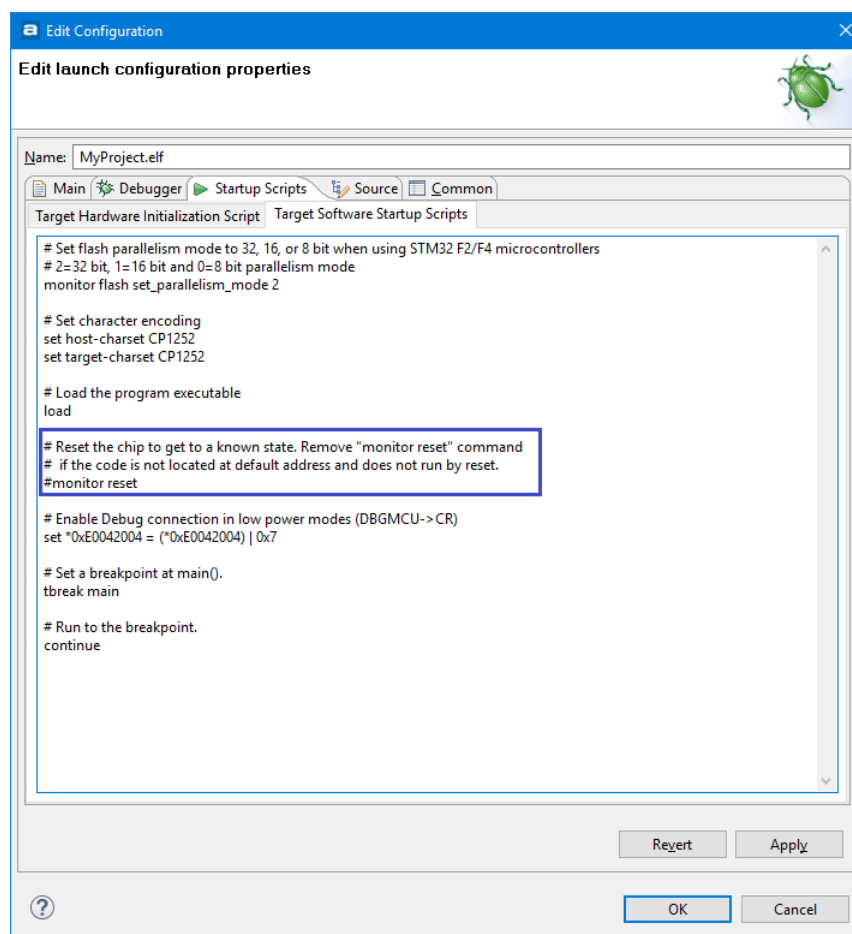 Edit Configuration
Edit launch configuration properties
Name: MyProject.elf
Main Debugger Startup Scripts Source Common
Target Hardware Initialization Script Target Software Startup Scripts
# Set flash parallelism mode to 32, 16, or 8 bit when using STM32 F2/F4 microcontrollers
# 2=32 bit, 1=16 bit and 0=8 bit parallelism mode
monitor flash set_parallelism_mode 2
# Set character encoding
set host-charset CP1252
set target-charset CP1252
# Load the program executable
load
# Reset the chip to get to a known state. Remove "monitor reset" command
#  if the code is not located at default address and does not run by reset.
#monitor reset
# Enable Debug connection in low power modes (DBGMCU->CR)
set *0xE0042004 = (*0xE0042004) | 0x7
# Set a breakpoint at main().
tbreak main
# Run to the breakpoint.
continue
Revert Apply
OK Cancel